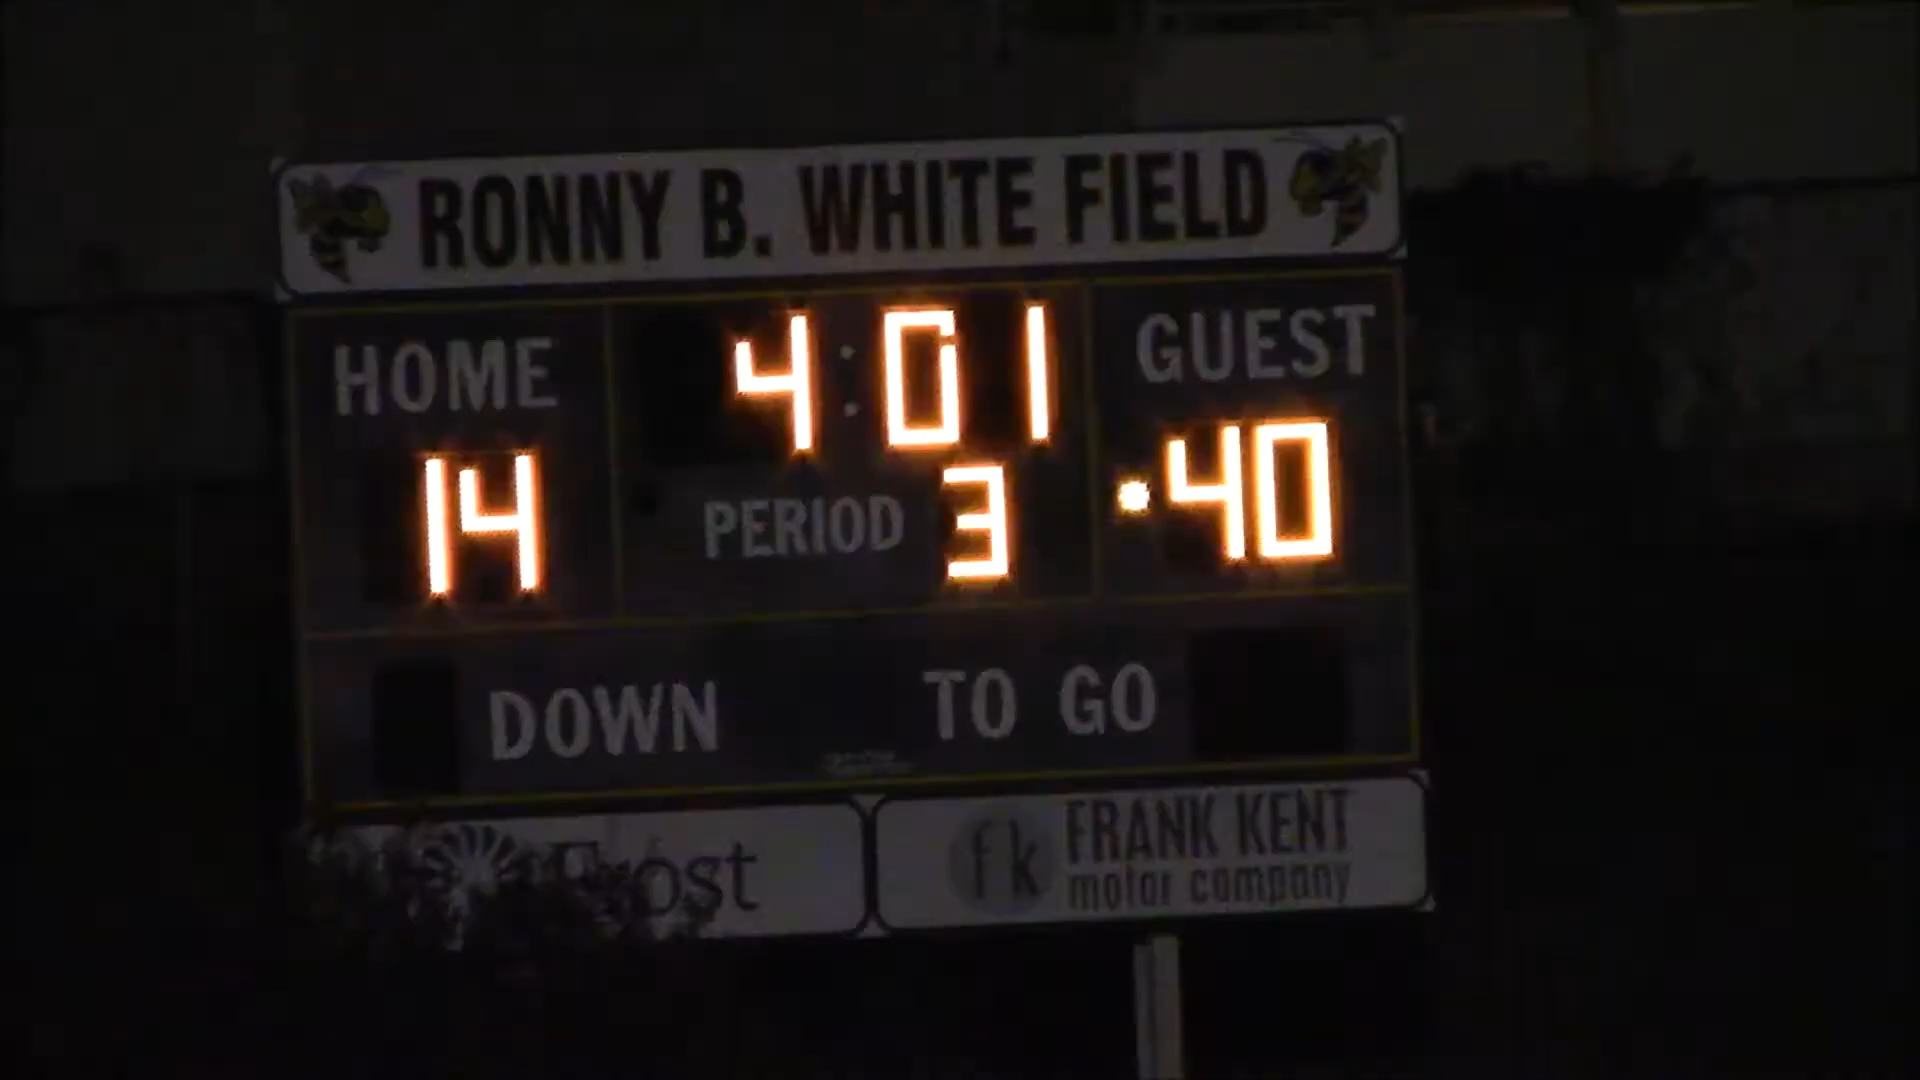 RONNY B. WHITE FIELD
HOME 4:01 GUEST
14 PERIOD 3 40
DOWN TO GO
Frost
fk FRANK KENT
motor company